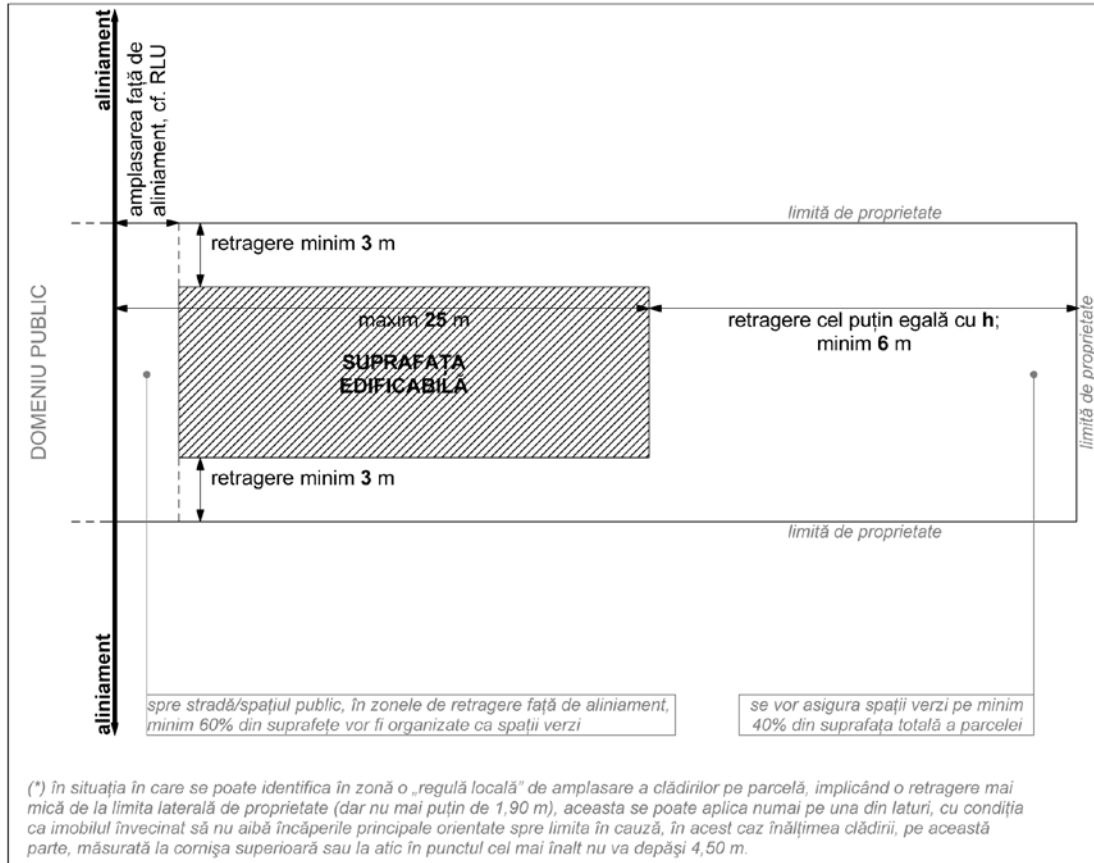 aliniament
amplasarea față de
aliniament, cf. RLU
limită de proprietate
retragere minim 3 m
DOMENIU PUBLIC
maxim 25 m
SUPRAFAȚA
EDIFICABILĂ
retragere cel puțin egală cu h;
minim 6 m
limită de proprietate
retragere minim 3 m
limită de proprietate
aliniament
spre stradă/spațiul public, în zonele de retragere față de aliniament,
minim 60% din suprafețe vor fi organizate ca spații verzi
se vor asigura spații verzi pe minim
40% din suprafața totală a parcelei
(*) în situația în care se poate identifica în zonă o „regulă locală” de amplasare a clădirilor pe parcelă, implicând o retragere mai
mică de la limita laterală de proprietate (dar nu mai puțin de 1,90 m), aceasta se poate aplica numai pe una din laturi, cu condiția
ca imobilul învecinat să nu aibă încăperile principale orientate spre limita în cauză, în acest caz înălțimea clădirii, pe această
parte, măsurată la cornişa superioară sau la atic în punctul cel mai înalt nu va depăşi 4,50 m.